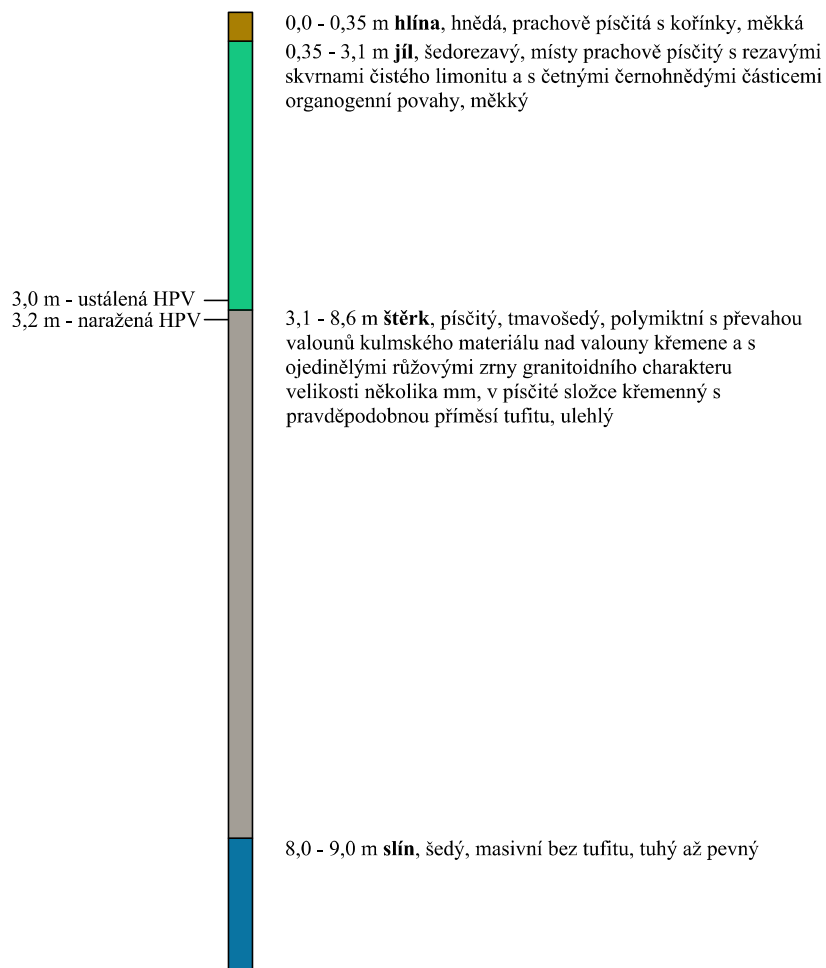 0,0 - 0,35 m hlína, hnědá, prachově písčitá s kořínky, měkká
0,35 - 3,1 m jíl, šedorezavý, místy prachově písčitý s rezavými
skvrnami čistého limonitu a s četnými černohnědými částicemi
organogenní povahy, měkký
3,0 m - ustálená HPV
3,2 m - naražená HPV
3,1 - 8,6 m štěrk, písčitý, tmavošedý, polymiktní s převahou
valounů kulmského materiálu nad valouny křemene a s
ojedinělými růžovými zrny granitoidního charakteru
velikosti několika mm, v písčité složce křemenný s
pravděpodobnou příměsí tufitu, ulehlý
8,0 - 9,0 m slín, šedý, masivní bez tufitu, tuhý až pevný